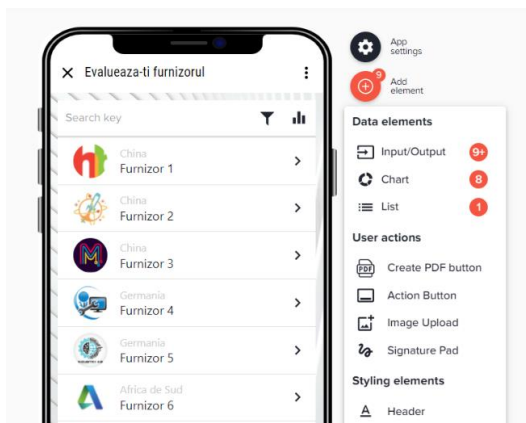 Evalueaza-ti furnizorul
Search key
China
Furnizor 1
China
Furnizor 2
China
Furnizor 3
Germania
Furnizor 4
Germania
Furnizor 5
Africa de Sud
Furnizor 6
App
settings
9
Add
element
Data elements
Input/Output 9+
Chart 8
List 1
User actions
PDF Create PDF button
Action Button
Image Upload
Signature Pad
Styling elements
A Header